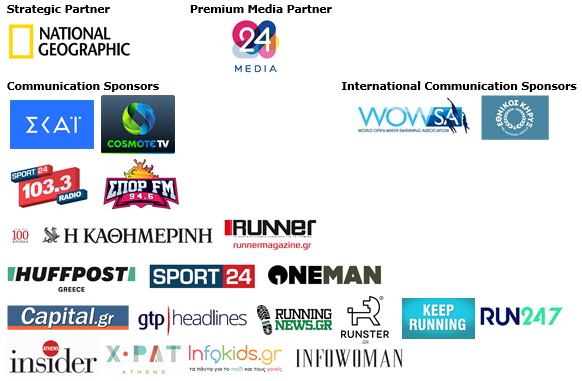 Strategic Partner
Premium Media Partner
NATIONAL
GEOGRAPHIC
24
MEDIA
Communication Sponsors
International Communication Sponsors
ΣΚΑΪ
COSMOTE TV
WOWSA
WORLD OPEN WATER SWIMMING ASSOCIATION
ΕΘΝΙΚΟΣ ΚΗΡΥΞ
SPORT 24
103.3
RADIO
ΣΠΟΡ FM
94.6
100
ΧΡΟΝΙΑ
Η ΚΑΘΗΜΕΡΙΝΗ
RUNNER
runnermagazine.gr
HUFFPOST
GREECE
SPORT 24
ONEMAN
Capital.gr
gtp headlines
RUNNING
NEWS.GR
RUNSTER
.GR
KEEP
RUNNING
RUN247
ATHENS
insider
X·PAT
ATHENS
Infokids.gr
τα πάντα για το παιδί και τους γονείς
INFOWOMAN